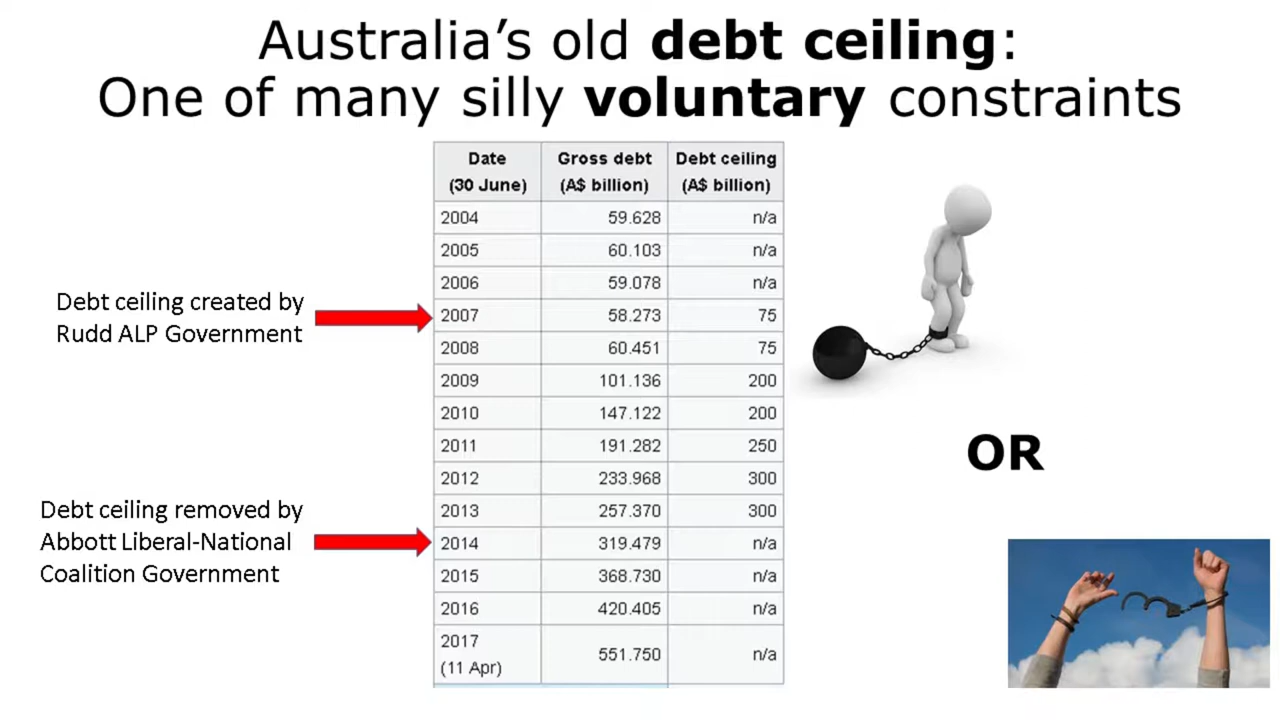 Australia's old debt ceiling:
One of many silly voluntary constraints
Date (30 June) Gross debt (A$ billion) Debt ceiling (A$ billion)
2004 59.628 n/a
2005 60.103 n/a
2006 59.078 n/a
2007 58.273 75
2008 60.451 75
2009 101.136 200
2010 147.122 200
2011 191.282 250
2012 233.968 300
2013 257.370 300
2014 319.479 n/a
2015 368.730 n/a
2016 420.405 n/a
2017 (11 Apr) 551.750 n/a
Debt ceiling created by
Rudd ALP Government
Debt ceiling removed by
Abbott Liberal-National
Coalition Government
OR